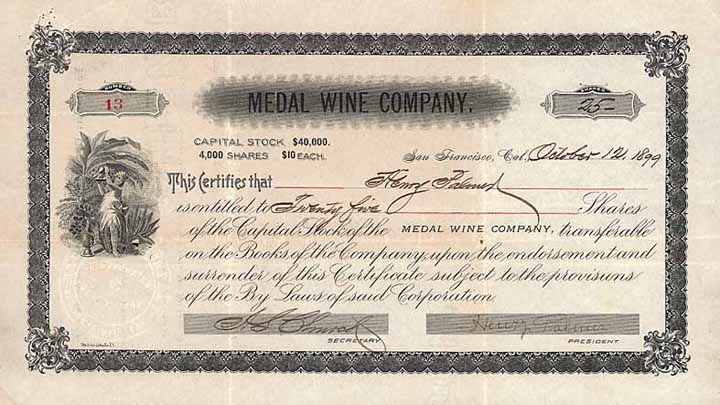 NUMBER
13
MEDAL WINE COMPANY.
25
CAPITAL STOCK $40,000.
4,000 SHARES $10 EACH.
San Francisco, Cal. October 12, 1899
This Certifies that Henry Palmer
is entitled to Twenty five Shares
of the Capital Stock of the MEDAL WINE COMPANY, transferable
on the Books of the Company, upon the endorsement and
surrender of this Certificate subject to the provisions
of the By Laws of said Corporation.
Henry Palmer
SECRETARY
PRESIDENT